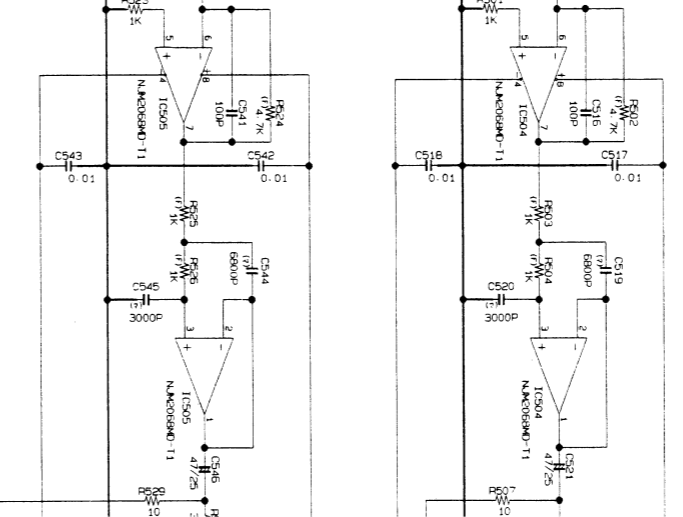 1K
5
6
+
-
4
8
IC505
NJM2068MD-T1
7
C541
100P
R524
(F)
4.7K
C543
0.01
C542
0.01
R525
(F)
1K
R526
(F)
1K
C544
(?)
6800P
C545
(?)
3000P
3
2
+
-
IC505
NJM2068MD-T1
1
C546
47/25
R529
10
1K
5
6
+
-
4
8
IC504
NJM2068MD-T1
7
C516
100P
R502
(F)
4.7K
C518
0.01
C517
0.01
R503
(F)
1K
R504
(F)
1K
C519
(?)
6800P
C520
(?)
3000P
3
2
+
-
IC504
NJM2068MD-T1
1
C521
47/25
R507
10